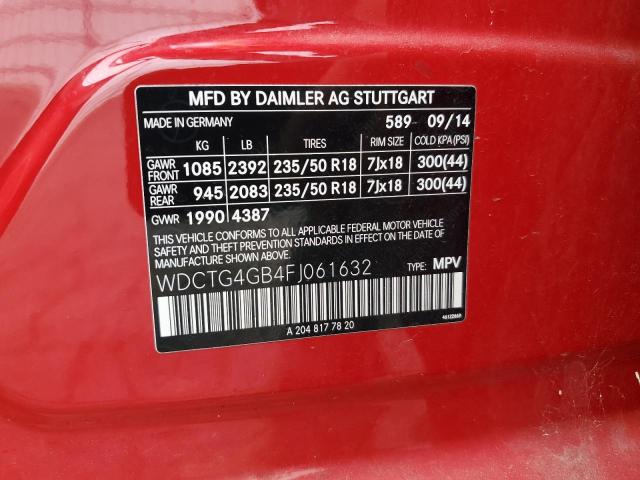 MFD BY DAIMLER AG STUTTGART
MADE IN GERMANY 589 09/14
KG LB TIRES RIM SIZE COLD KPA(PSI)
GAWR FRONT 1085 2392 235/50 R18 7Jx18 300(44)
GAWR REAR 945 2083 235/50 R18 7Jx18 300(44)
GVWR 1990 4387
THIS VEHICLE CONFORMS TO ALL APPLICABLE FEDERAL MOTOR VEHICLE
SAFETY AND THEFT PREVENTION STANDARDS IN EFFECT ON THE DATE OF
MANUFACTURE SHOWN ABOVE.
WDCTG4GB4FJ061632 TYPE: MPV
A 204 817 78 20